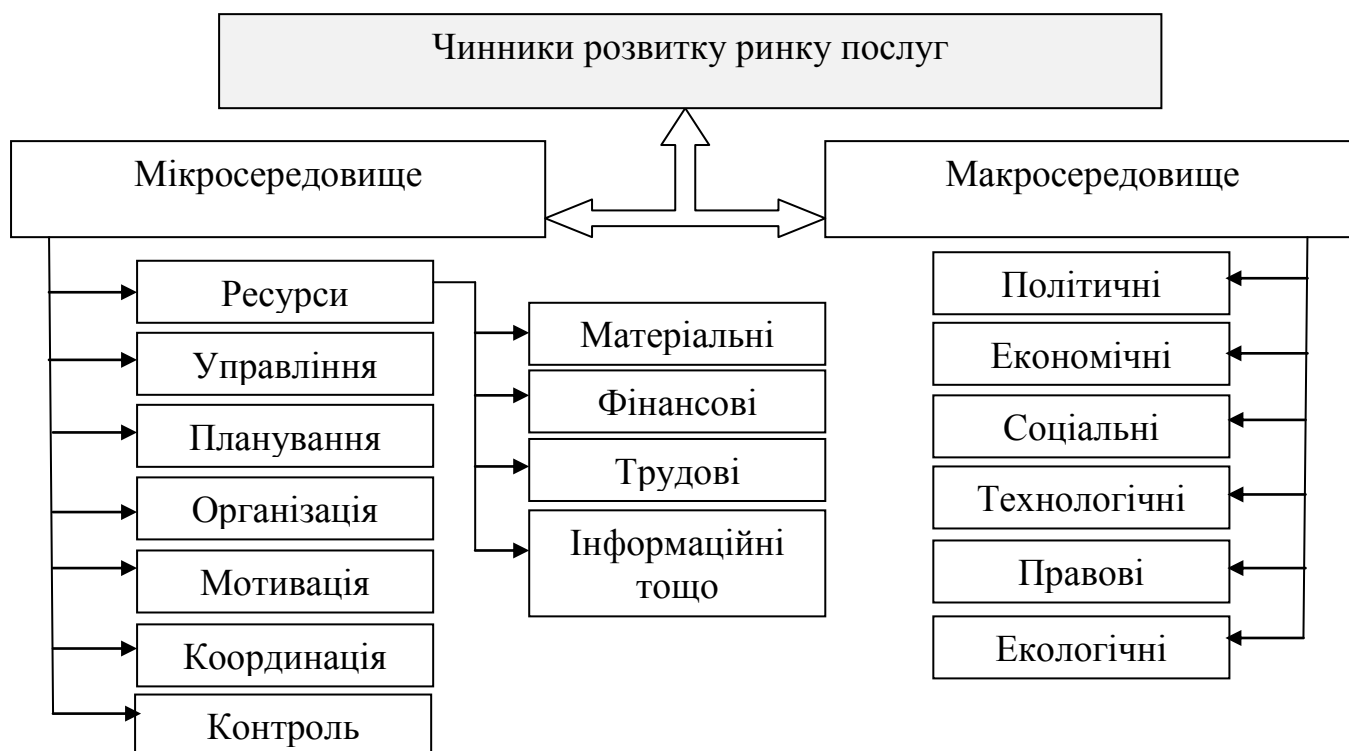 Чинники розвитку ринку послуг
Мікросередовище
Макросередовище
Ресурси
Управління
Планування
Організація
Мотивація
Координація
Контроль
Матеріальні
Фінансові
Трудові
Інформаційні
тощо
Політичні
Економічні
Соціальні
Технологічні
Правові
Екологічні